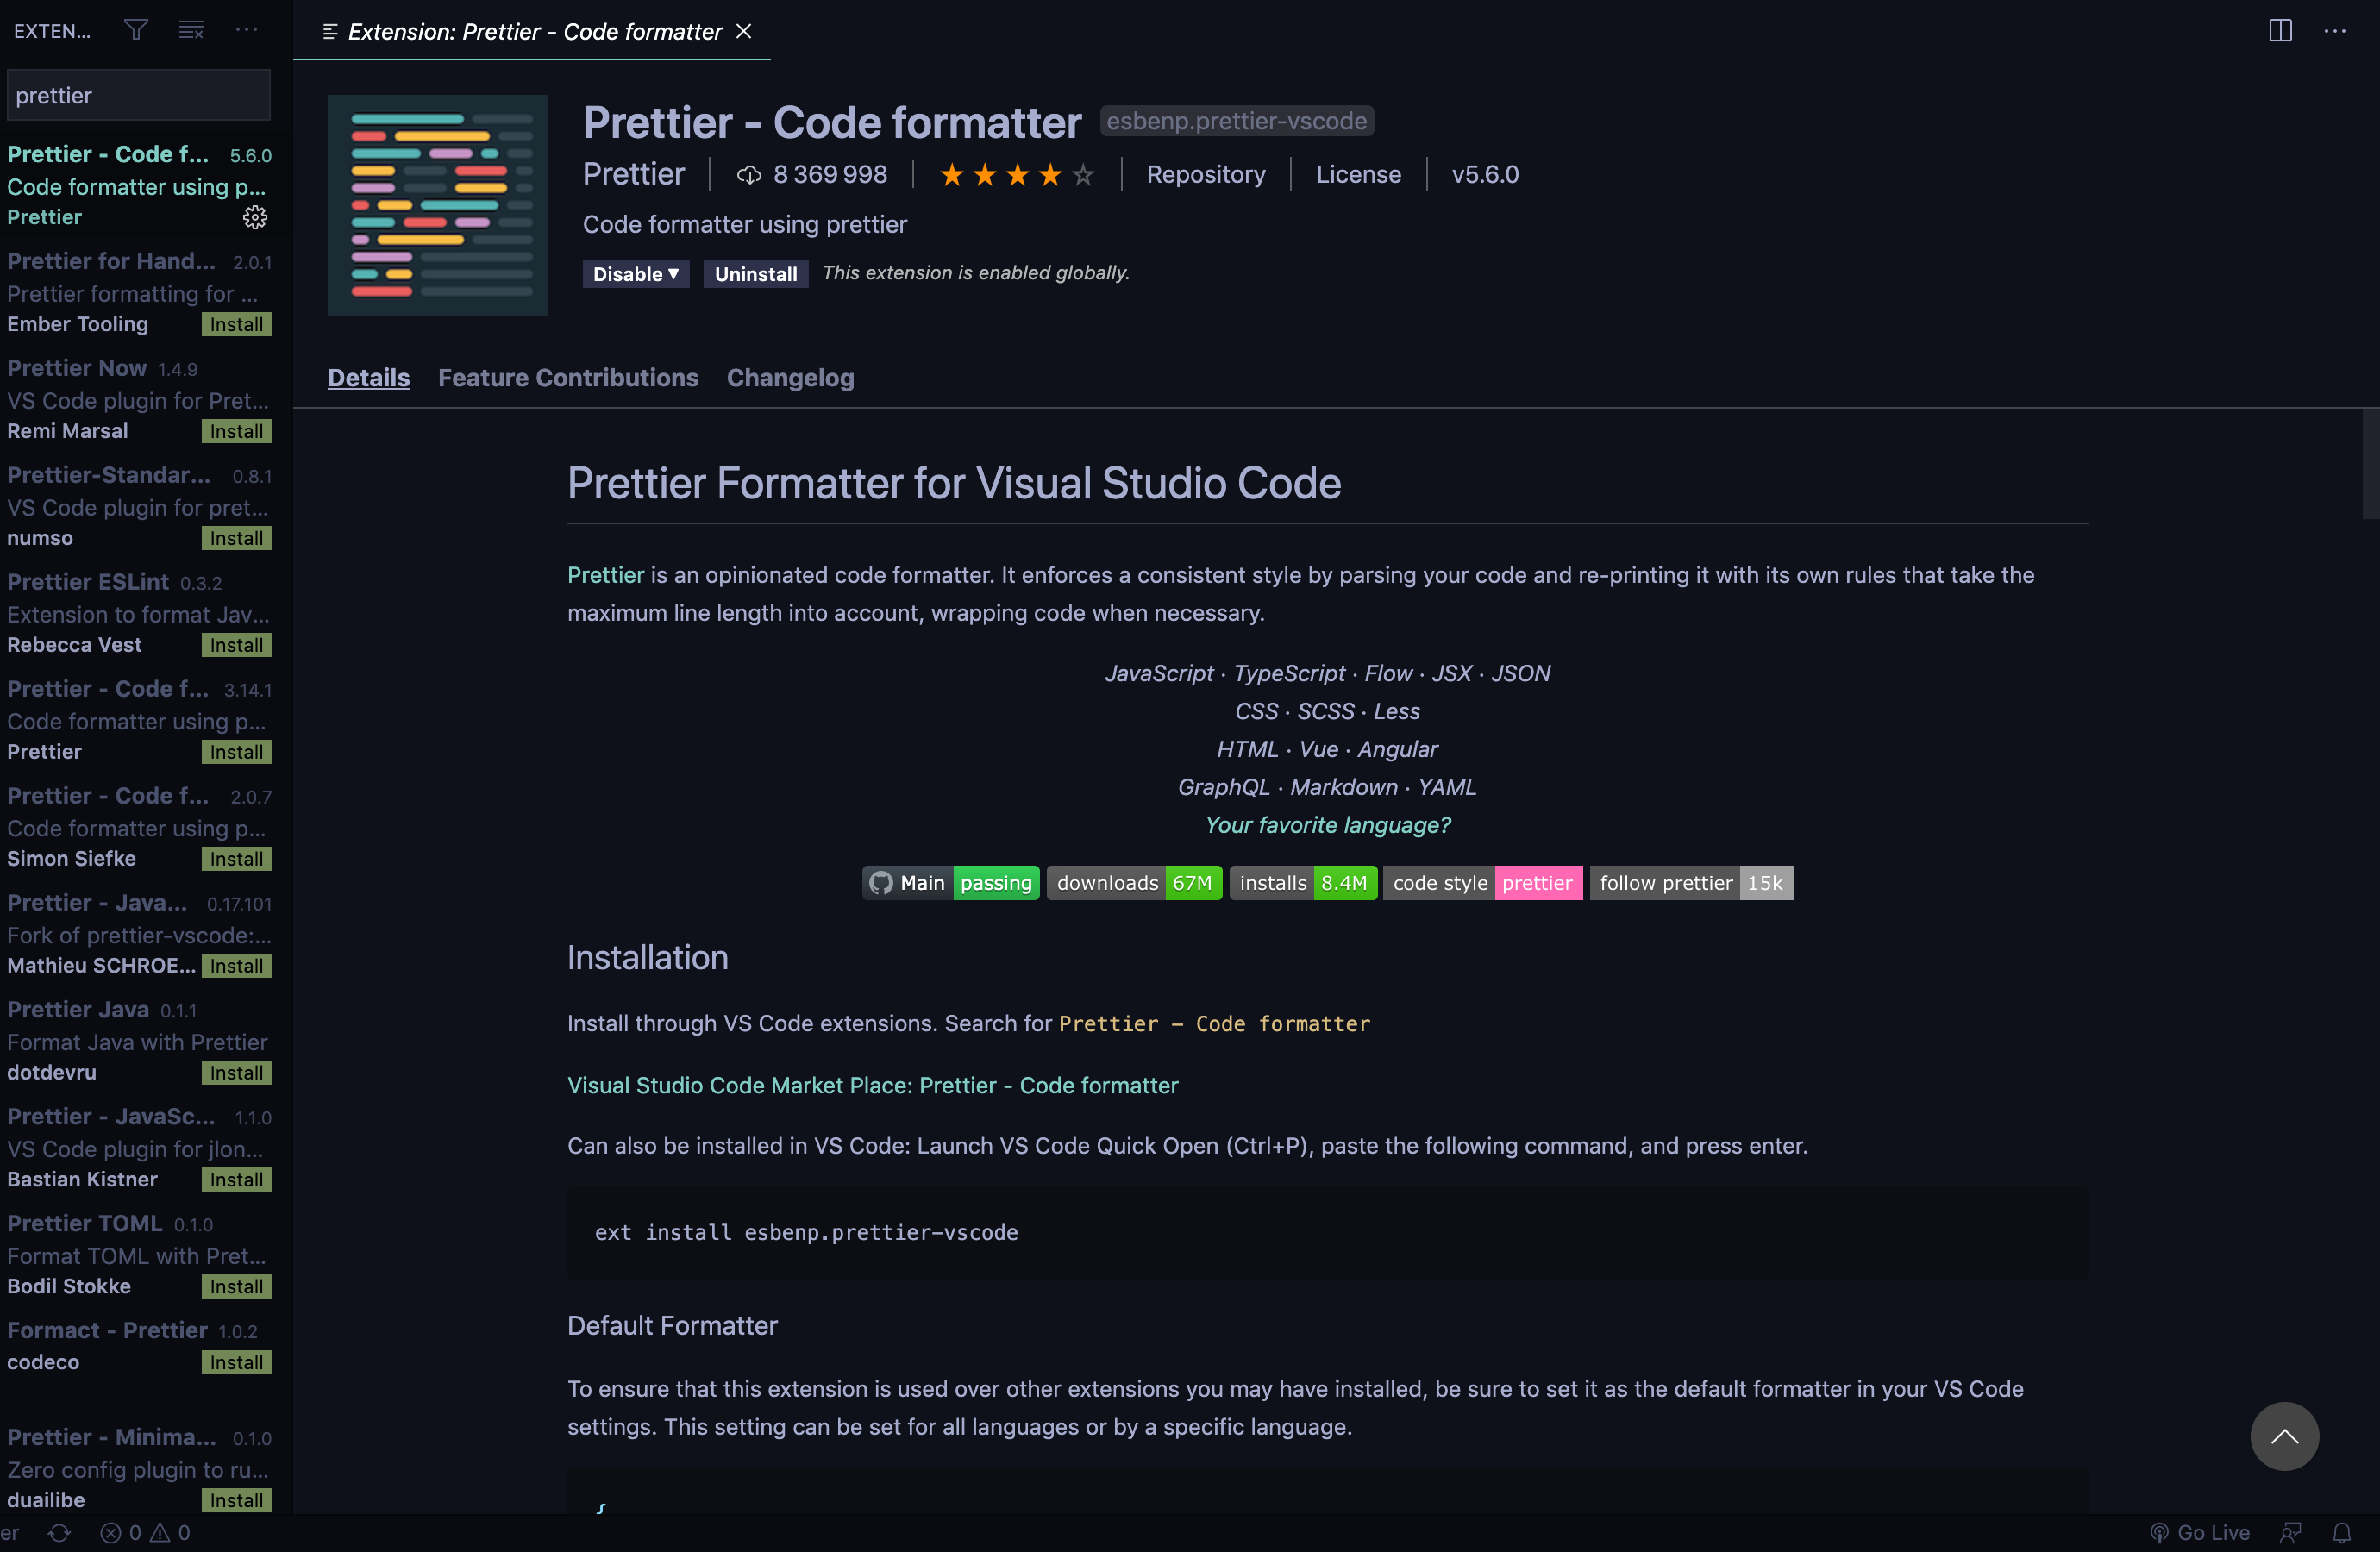 EXTEN...
prettier
Prettier - Code f... 5.6.0
Code formatter using p...
Prettier
Prettier for Hand... 2.0.1
Prettier formatting for ...
Ember Tooling Install
Prettier Now 1.4.9
VS Code plugin for Pret...
Remi Marsal Install
Prettier-Standar... 0.8.1
VS Code plugin for pret...
numso Install
Prettier ESLint 0.3.2
Extension to format Jav...
Rebecca Vest Install
Prettier - Code f... 3.14.1
Code formatter using p...
Prettier Install
Prettier - Code f... 2.0.7
Code formatter using p...
Simon Siefke Install
Prettier - Java... 0.17.101
Fork of prettier-vscode:...
Mathieu SCHROE... Install
Prettier Java 0.1.1
Format Java with Prettier
dotdevru Install
Prettier - JavaSc... 1.1.0
VS Code plugin for jlon...
Bastian Kistner Install
Prettier TOML 0.1.0
Format TOML with Pret...
Bodil Stokke Install
Formact - Prettier 1.0.2
codeco Install
Prettier - Minima... 0.1.0
Zero config plugin to ru...
duailibe Install
Extension: Prettier - Code formatter
Prettier - Code formatter esbenp.prettier-vscode
Prettier 8 369 998 Repository License v5.6.0
Code formatter using prettier
Disable Uninstall This extension is enabled globally.
Details Feature Contributions Changelog
Prettier Formatter for Visual Studio Code
Prettier is an opinionated code formatter. It enforces a consistent style by parsing your code and re-printing it with its own rules that take the
maximum line length into account, wrapping code when necessary.
JavaScript · TypeScript · Flow · JSX · JSON
CSS · SCSS · Less
HTML · Vue · Angular
GraphQL · Markdown · YAML
Your favorite language?
Main passing downloads 67M installs 8.4M code style prettier follow prettier 15k
Installation
Install through VS Code extensions. Search for Prettier - Code formatter
Visual Studio Code Market Place: Prettier - Code formatter
Can also be installed in VS Code: Launch VS Code Quick Open (Ctrl+P), paste the following command, and press enter.
ext install esbenp.prettier-vscode
Default Formatter
To ensure that this extension is used over other extensions you may have installed, be sure to set it as the default formatter in your VS Code
settings. This setting can be set for all languages or by a specific language.
{
er 0 0 Go Live